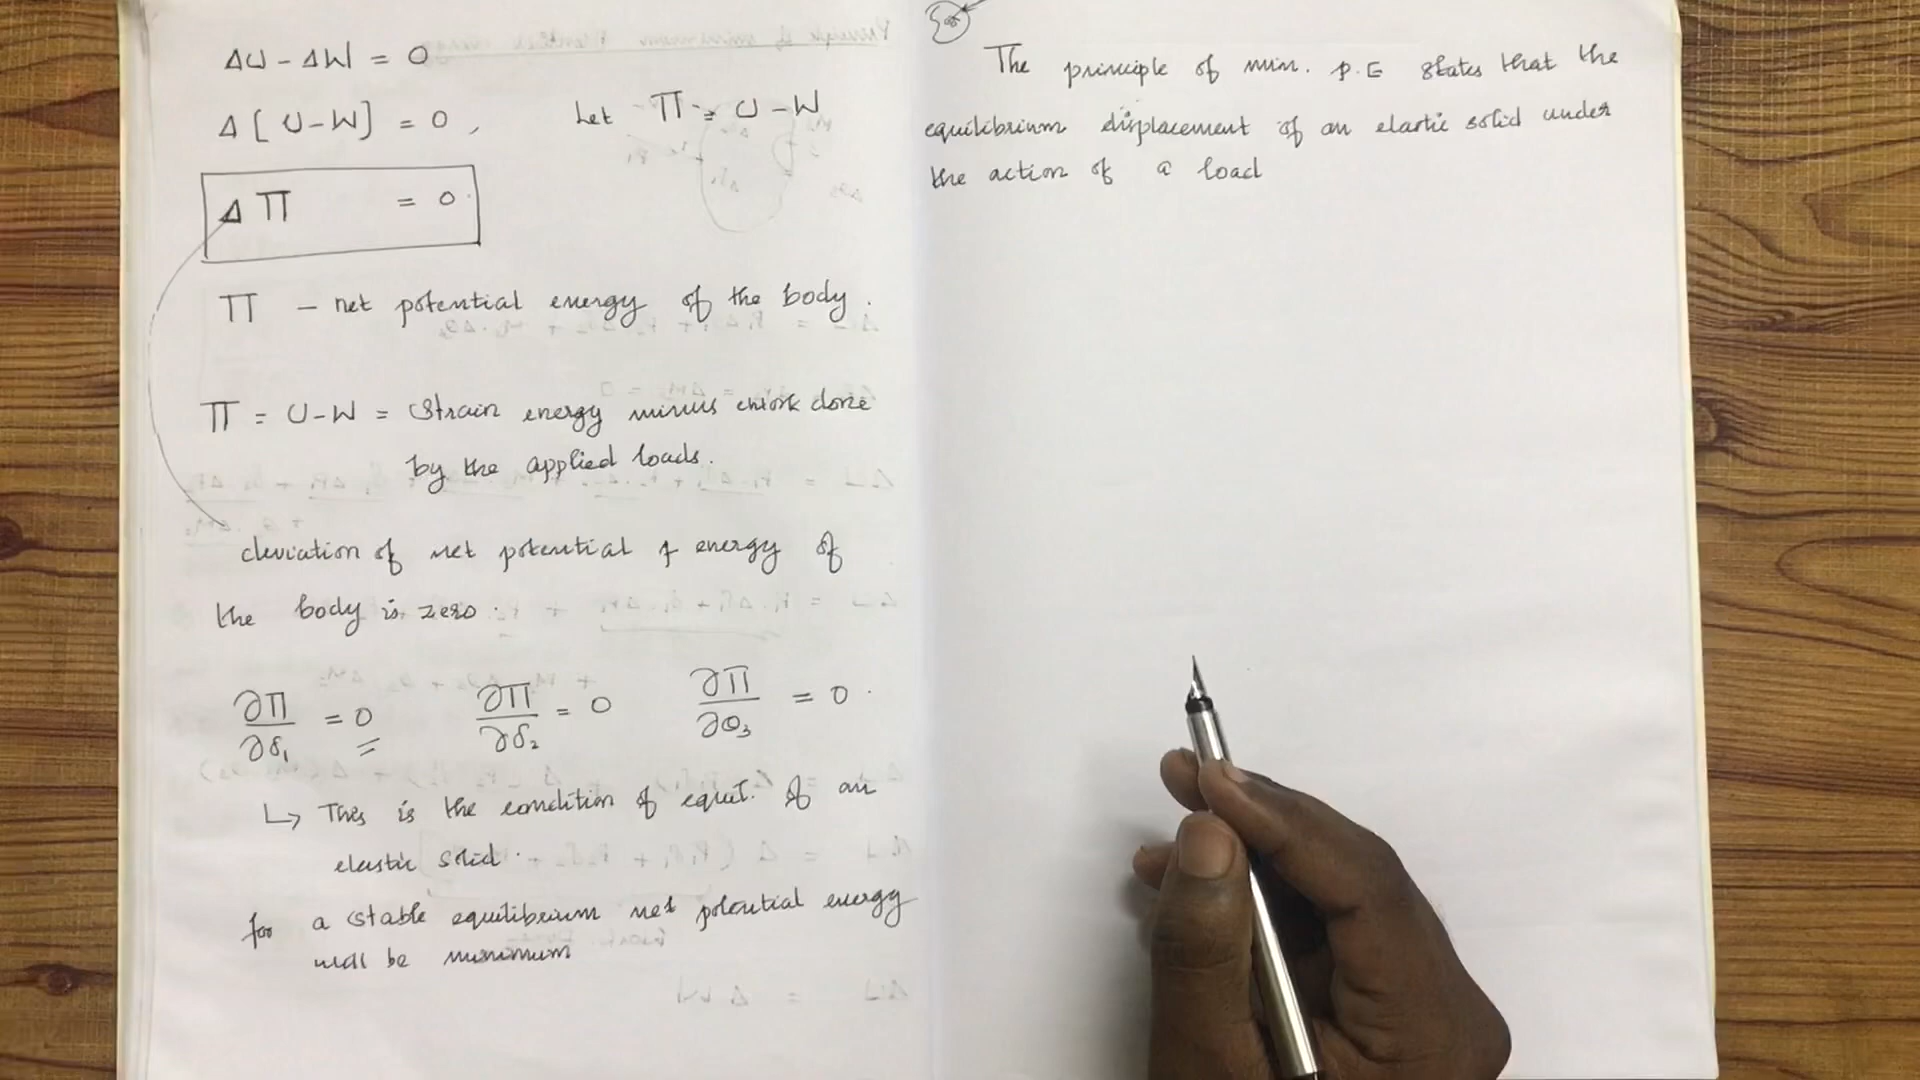 ΔU - ΔW = 0
Δ[U-W] = 0, Let Π = U - W
ΔΠ = 0
Π - net potential energy of the body.
Π = U-W = Strain energy minus work done
by the applied loads.
deviation of net potential energy of
the body is zero.
∂Π/∂δ₁ = 0 ∂Π/∂δ₂ = 0 ∂Π/∂θ₃ = 0.
↳ This is the condition of equil. of an
elastic solid.
for a stable equilibrium net potential energy
will be minimum
The principle of min. P.E states that the
equilibrium displacement of an elastic solid under
the action of a load